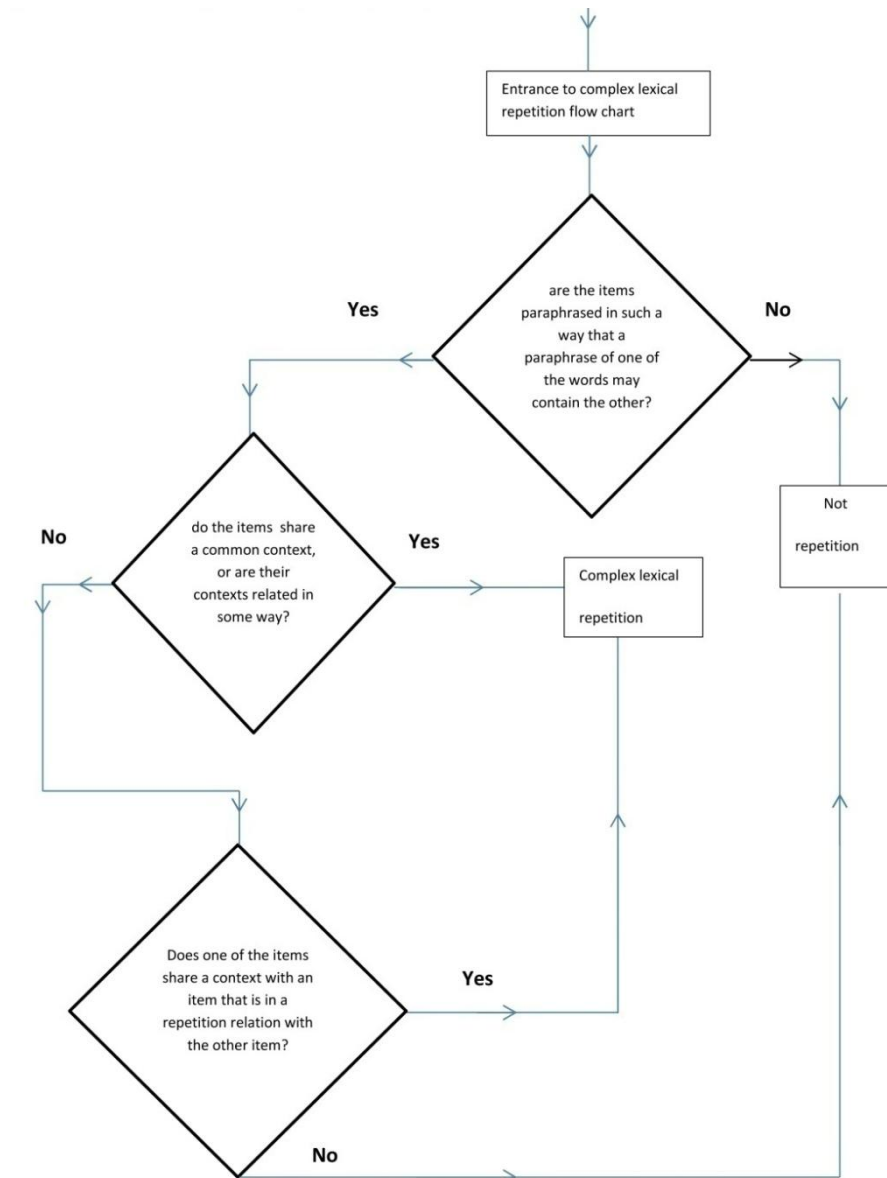 Entrance to complex lexical
repetition flow chart
are the items
paraphrased in such a
way that a
paraphrase of one of
the words may
contain the other?
Yes
No
do the items share
a common context,
or are their
contexts related in
some way?
No
Yes
Complex lexical
repetition
Not
repetition
Does one of the items
share a context with an
item that is in a
repetition relation with
the other item?
Yes
No